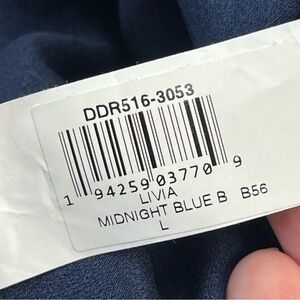 DDR516-3053
1 94259 03770 9
LIVIA
MIDNIGHT BLUE B B56
L